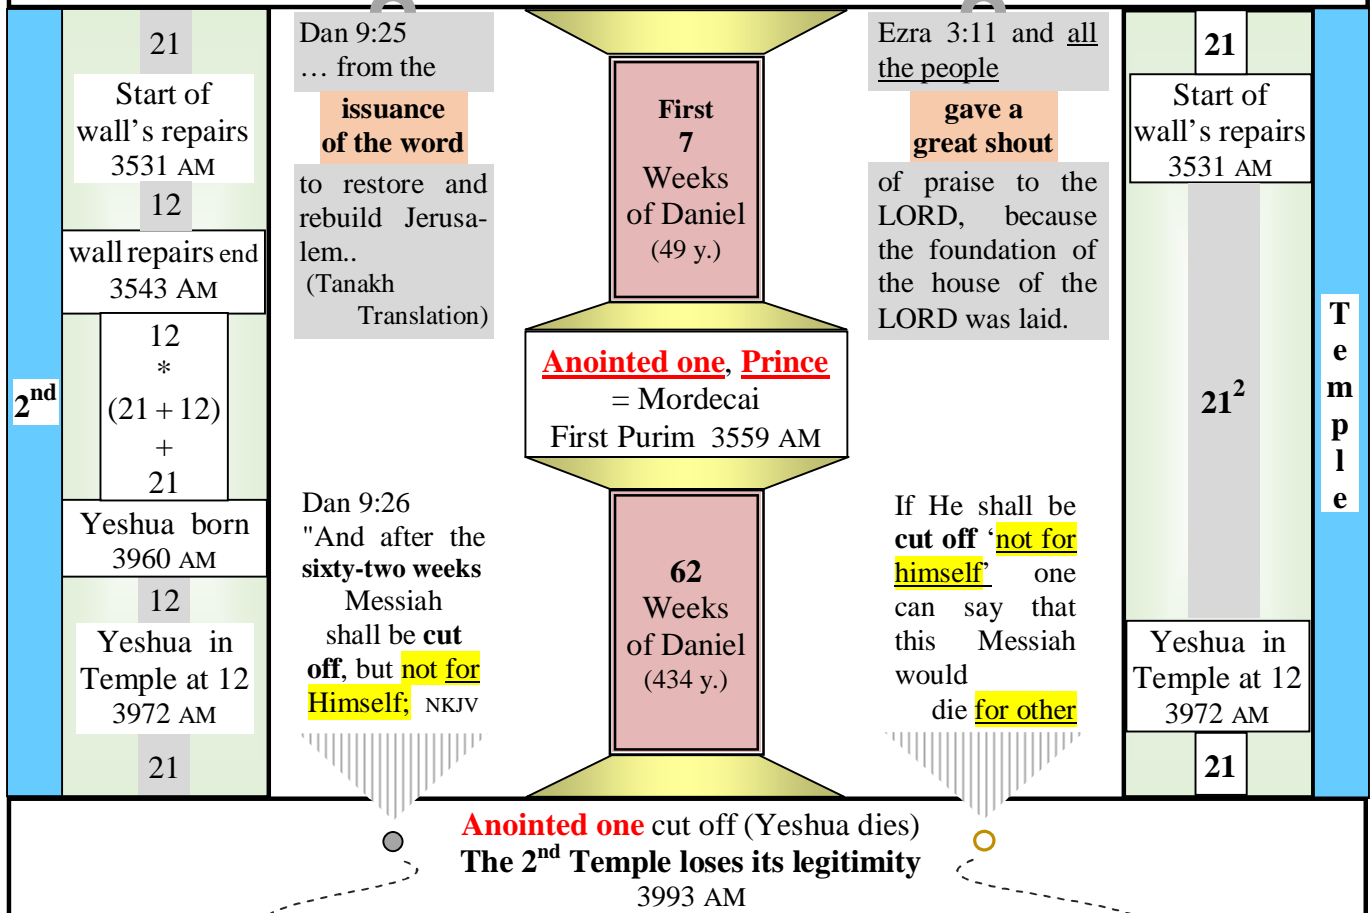 2nd
21
Start of
wall's repairs
3531 AM
12
wall repairs end
3543 AM
12
*
(21 + 12)
+
21
Yeshua born
3960 AM
12
Yeshua in
Temple at 12
3972 AM
21
Dan 9:25
… from the
issuance
of the word
to restore and
rebuild Jerusa-
lem..
(Tanakh
Translation)
Dan 9:26
"And after the
sixty-two weeks
Messiah
shall be cut
off, but not for
Himself; NKJV
First
7
Weeks
of Daniel
(49 y.)
Anointed one, Prince
= Mordecai
First Purim 3559 AM
62
Weeks
of Daniel
(434 y.)
Ezra 3:11 and all
the people
gave a
great shout
of praise to the
LORD, because
the foundation of
the house of the
LORD was laid.
If He shall be
cut off ‘not for
himself’ one
can say that
this Messiah
would
die for other
21
Start of
wall's repairs
3531 AM
21²
Yeshua in
Temple at 12
3972 AM
21
T
e
m
p
l
e
Anointed one cut off (Yeshua dies)
The 2nd Temple loses its legitimity
3993 AM